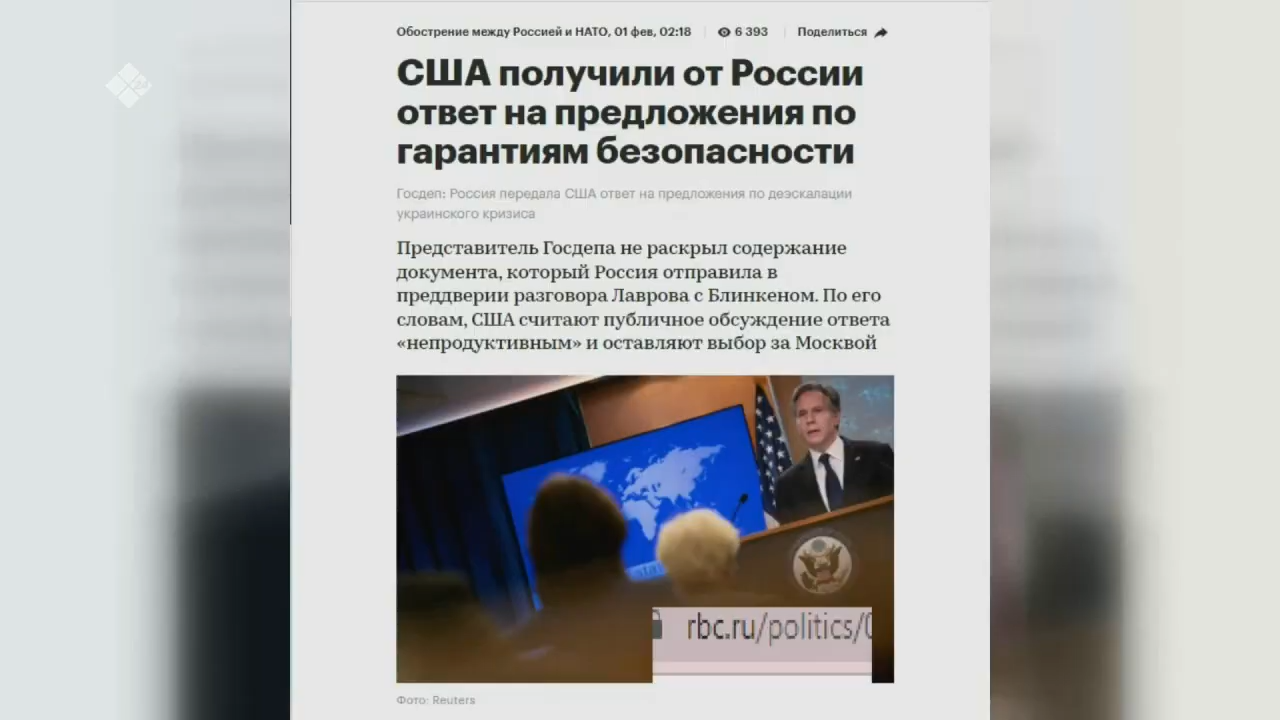 Обострение между Россией и НАТО, 01 фев, 02:18
6 393
Поделиться
США получили от России
ответ на предложения по
гарантиям безопасности
Госдеп: Россия передала США ответ на предложения по деэскалации
украинского кризиса
Представитель Госдепа не раскрыл содержание
документа, который Россия отправила в
преддверии разговора Лаврова с Блинкеном. По его
словам, США считают публичное обсуждение ответа
«непродуктивным» и оставляют выбор за Москвой
rbc.ru/politics/0
Фото: Reuters